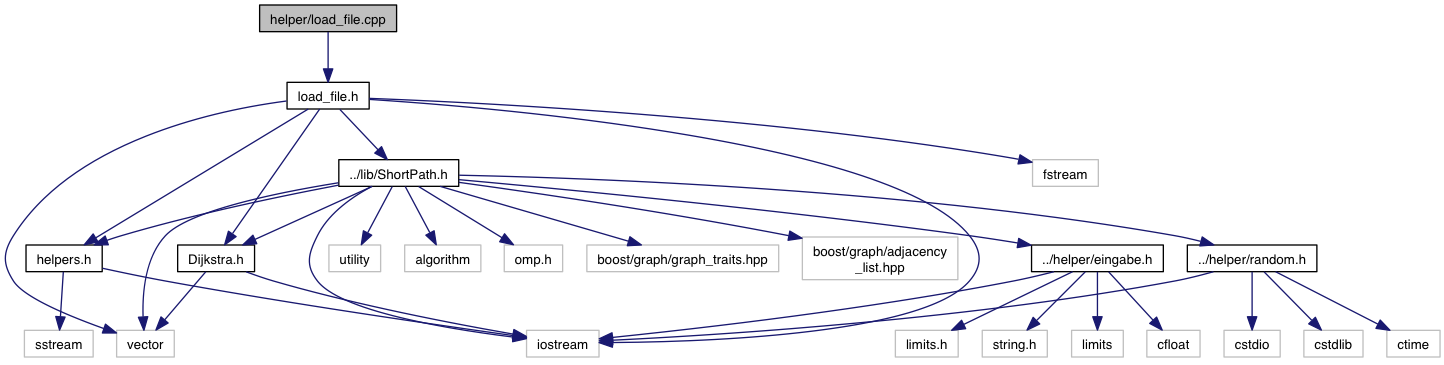 helper/load_file.cpp
load_file.h
../lib/ShortPath.h
fstream
helpers.h
Dijkstra.h
utility
algorithm
omp.h
boost/graph/graph_traits.hpp
boost/graph/adjacency
_list.hpp
../helper/eingabe.h
../helper/random.h
sstream
vector
iostream
limits.h
string.h
limits
cfloat
cstdio
cstdlib
ctime